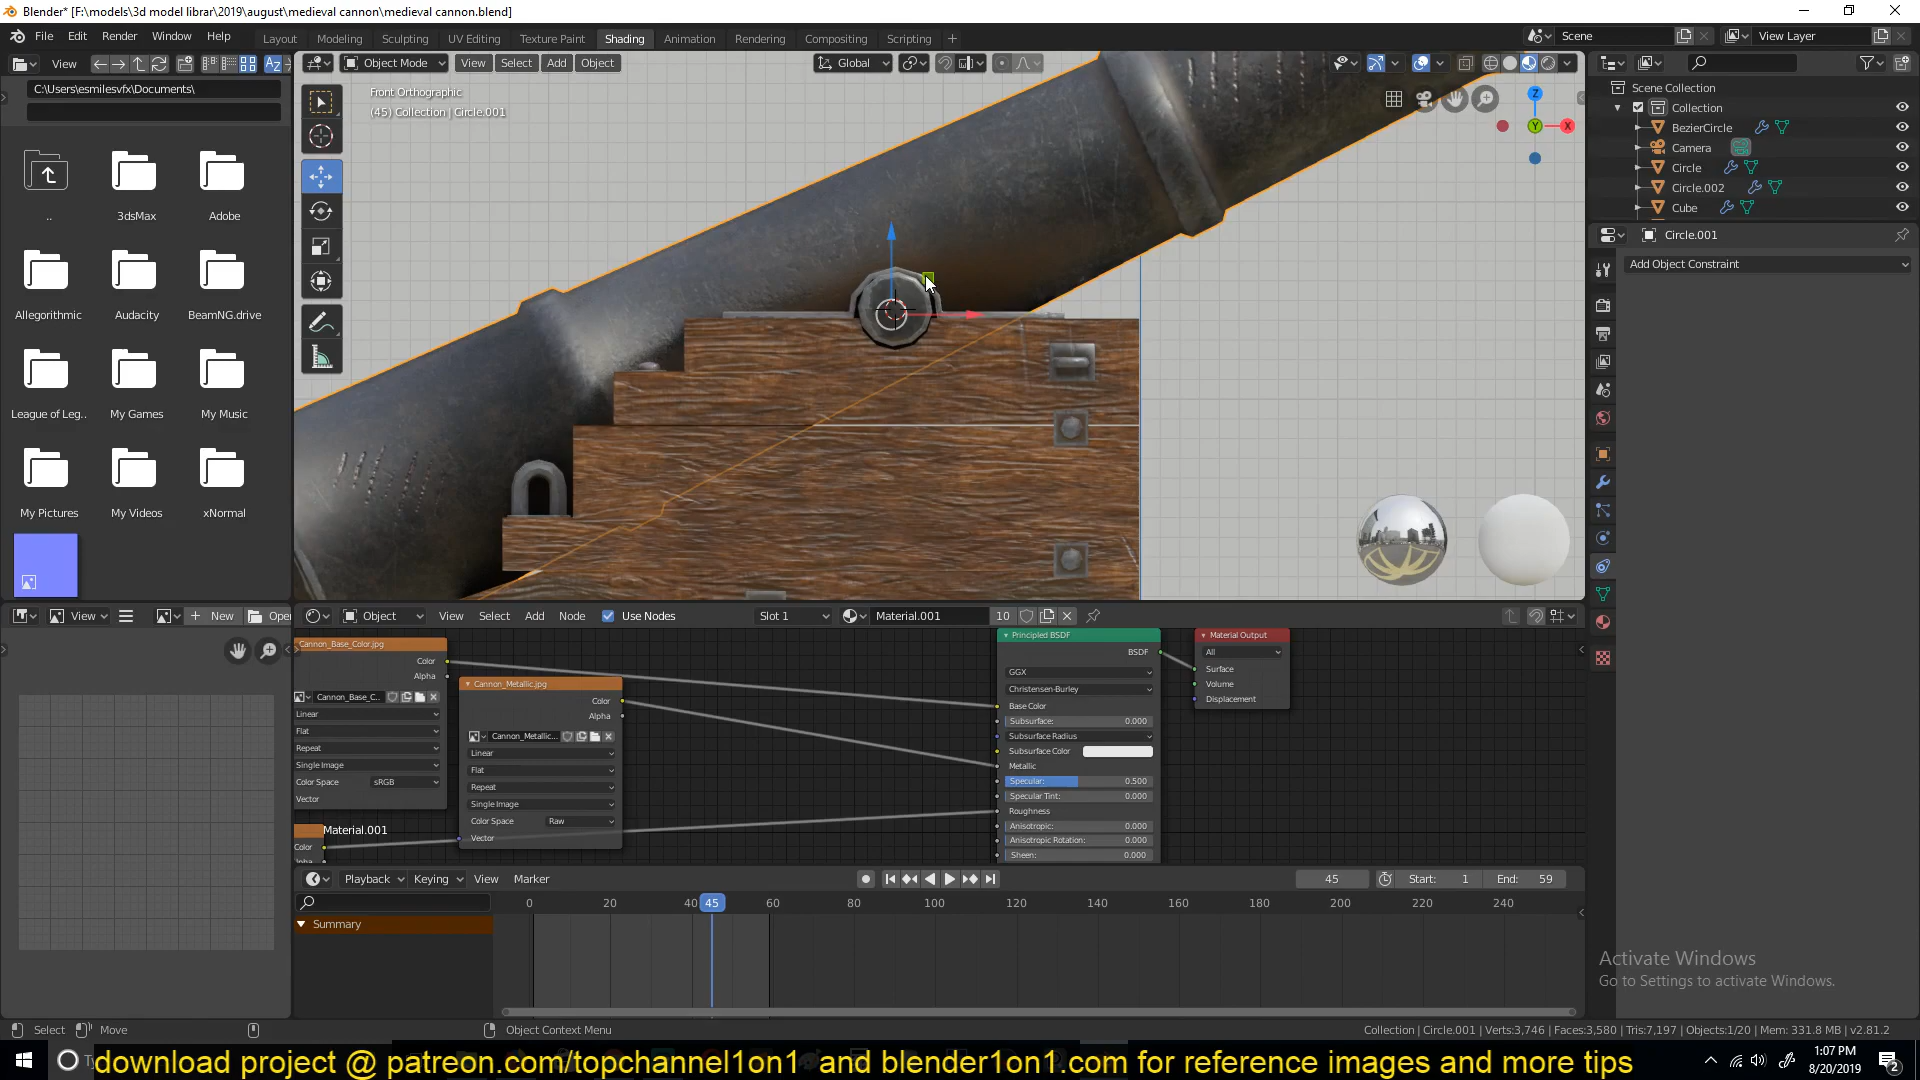 Blender* [F:\models\3d model librar\2019\august\medieval cannon\medieval cannon.blend]
File Edit Render Window Help
Layout Modeling Sculpting UV Editing Texture Paint Shading Animation Rendering Compositing Scripting +
Scene
View Layer
View
Object Mode View Select Add Object
Global
C:\Users\esmilesvfx\Documents\
Front Orthographic
(45) Collection | Circle.001
Scene Collection
Collection
BezierCircle
Camera
Circle
Circle.002
Cube
Circle.001
Add Object Constraint
.. 3dsMax Adobe
Allegorithmic Audacity BeamNG.drive
League of Leg.. My Games My Music
My Pictures My Videos xNormal
Z
Y
X
View New Open
Object View Select Add Node Use Nodes Slot 1 Material.001 10
Cannon_Base_Color.jpg
Color
Alpha
Cannon_Base_C..
Linear
Flat
Repeat
Single Image
Color Space sRGB
Vector
Color
Material.001
Cannon_Metallic.jpg
Color
Alpha
Cannon_Metallic...
Linear
Flat
Repeat
Single Image
Color Space Raw
Vector
Principled BSDF
BSDF
GGX
Christensen-Burley
Base Color
Subsurface: 0.000
Subsurface Radius
Subsurface Color
Metallic
Specular: 0.500
Specular Tint: 0.000
Roughness
Anisotropic: 0.000
Anisotropic Rotation: 0.000
Sheen: 0.000
Material Output
All
Surface
Volume
Displacement
Playback Keying View Marker
45 Start: 1 End: 59
0 20 40 45 60 80 100 120 140 160 180 200 220 240
Summary
Activate Windows
Go to Settings to activate Windows.
Select Move Object Context Menu
Collection | Circle.001 | Verts:3,746 | Faces:3,580 | Tris:7,197 | Objects:1/20 | Mem: 331.8 MB | v2.81.2
download project @ patreon.com/topchannel1on1 and blender1on1.com for reference images and more tips
1:07 PM
8/20/2019
2